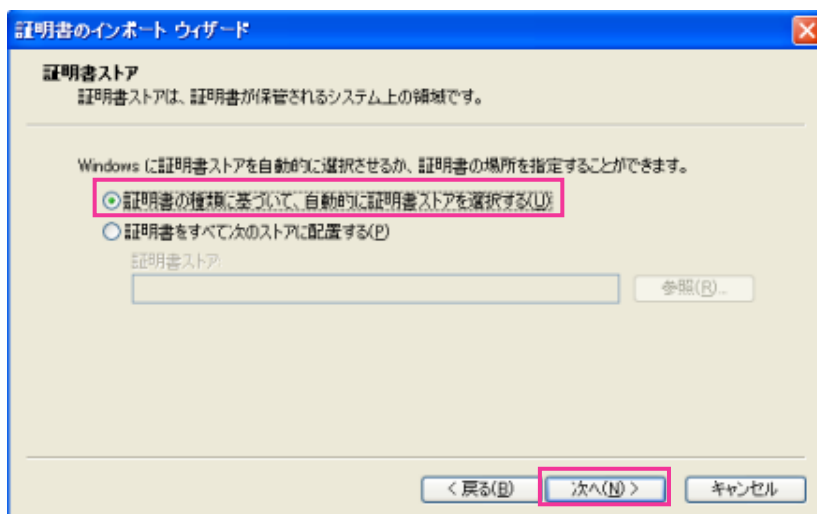 証明書のインポート ウィザード
証明書ストア
証明書ストアは、証明書が保管されるシステム上の領域です。
Windows に証明書ストアを自動的に選択させるか、証明書の場所を指定することができます。
証明書の種類に基づいて、自動的に証明書ストアを選択する(U)
証明書をすべて次のストアに配置する(P)
証明書ストア:
参照(R)...
< 戻る(B) 次へ(N) > キャンセル